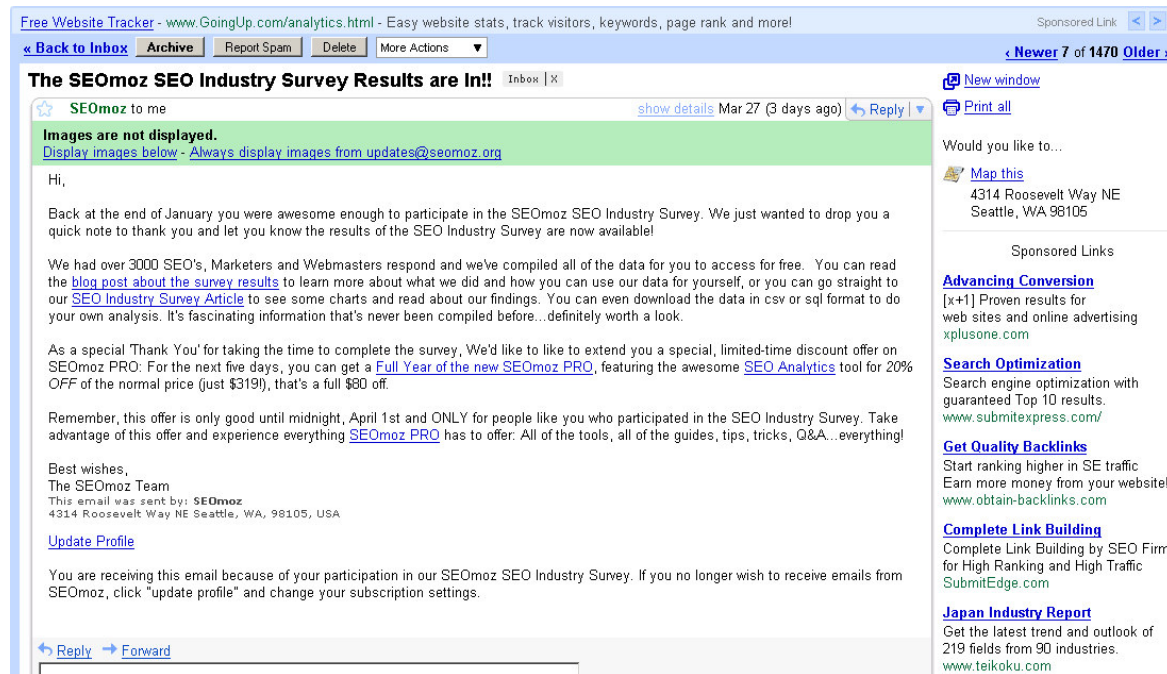 Free Website Tracker - www.GoingUp.com/analytics.html - Easy website stats, track visitors, keywords, page rank and more!
Sponsored Link < >
« Back to Inbox Archive Report Spam Delete More Actions ▼
‹ Newer 7 of 1470 Older ›
The SEOmoz SEO Industry Survey Results are In!! Inbox | X
SEOmoz to me
show details Mar 27 (3 days ago) Reply ▼
Images are not displayed.
Display images below - Always display images from updates@seomoz.org
Hi,
Back at the end of January you were awesome enough to participate in the SEOmoz SEO Industry Survey. We just wanted to drop you a
quick note to thank you and let you know the results of the SEO Industry Survey are now available!
We had over 3000 SEO's, Marketers and Webmasters respond and we've compiled all of the data for you to access for free. You can read
the blog post about the survey results to learn more about what we did and how you can use our data for yourself, or you can go straight to
our SEO Industry Survey Article to see some charts and read about our findings. You can even download the data in csv or sql format to do
your own analysis. It's fascinating information that's never been compiled before...definitely worth a look.
As a special 'Thank You' for taking the time to complete the survey, We'd like to like to extend you a special, limited-time discount offer on
SEOmoz PRO: For the next five days, you can get a Full Year of the new SEOmoz PRO, featuring the awesome SEO Analytics tool for 20%
OFF of the normal price (just $319!), that's a full $80 off.
Remember, this offer is only good until midnight, April 1st and ONLY for people like you who participated in the SEO Industry Survey. Take
advantage of this offer and experience everything SEOmoz PRO has to offer: All of the tools, all of the guides, tips, tricks, Q&A...everything!
Best wishes,
The SEOmoz Team
This email was sent by: SEOmoz
4314 Roosevelt Way NE Seattle, WA, 98105, USA
Update Profile
You are receiving this email because of your participation in our SEOmoz SEO Industry Survey. If you no longer wish to receive emails from
SEOmoz, click "update profile" and change your subscription settings.
Reply Forward
New window
Print all
Would you like to...
Map this
4314 Roosevelt Way NE
Seattle, WA 98105
Sponsored Links
Advancing Conversion
[x+1] Proven results for
web sites and online advertising
xplusone.com
Search Optimization
Search engine optimization with
guaranteed Top 10 results.
www.submitexpress.com/
Get Quality Backlinks
Start ranking higher in SE traffic
Earn more money from your website!
www.obtain-backlinks.com
Complete Link Building
Complete Link Building by SEO Firm
for High Ranking and High Traffic
SubmitEdge.com
Japan Industry Report
Get the latest trend and outlook of
219 fields from 90 industries.
www.teikoku.com